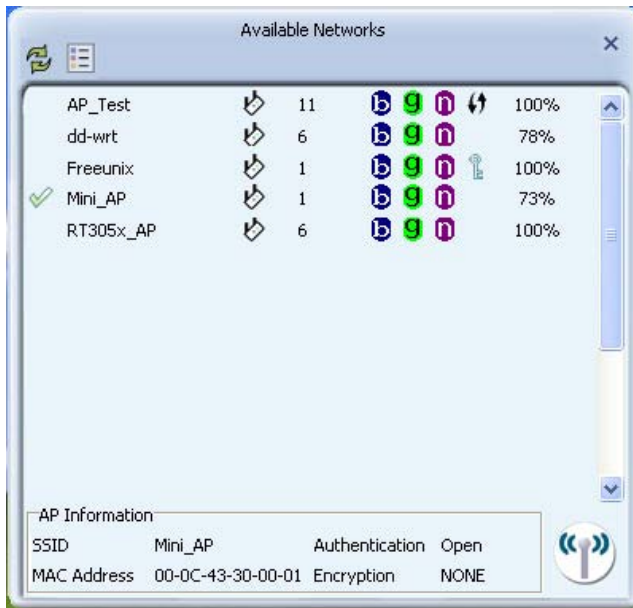 Available Networks
AP_Test 11 b g n 100%
dd-wrt 6 b g n 78%
Freeunix 1 b g n 100%
Mini_AP 1 b g n 73%
RT305x_AP 6 b g n 100%
AP Information
SSID Mini_AP Authentication Open
MAC Address 00-0C-43-30-00-01 Encryption NONE